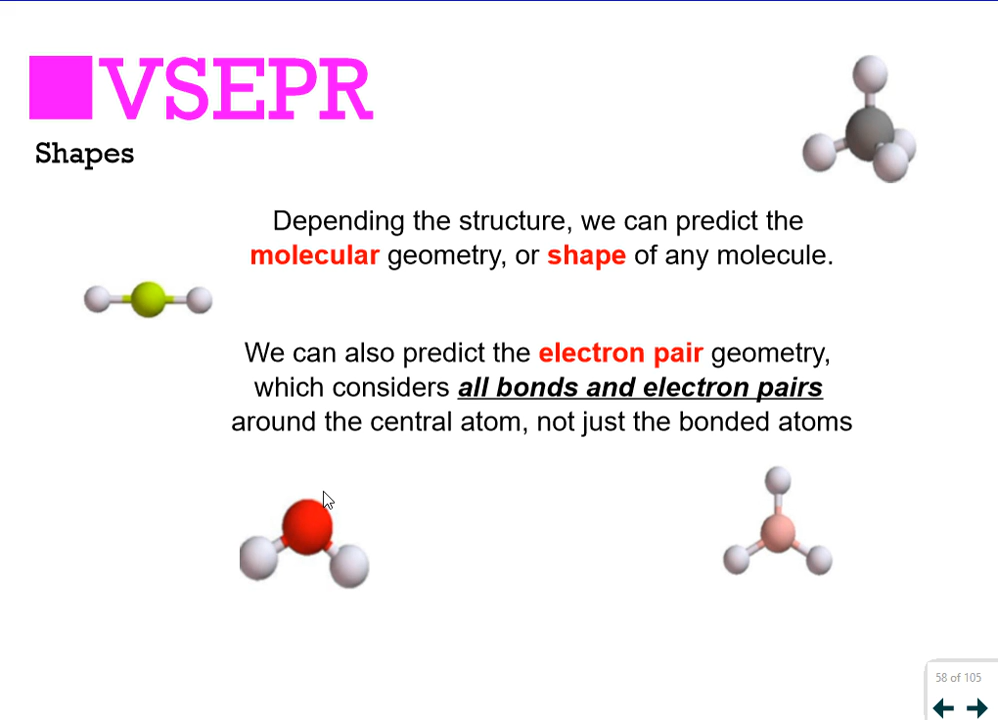 VSEPR
Shapes
Depending the structure, we can predict the
molecular geometry, or shape of any molecule.
We can also predict the electron pair geometry,
which considers all bonds and electron pairs
around the central atom, not just the bonded atoms
58 of 105